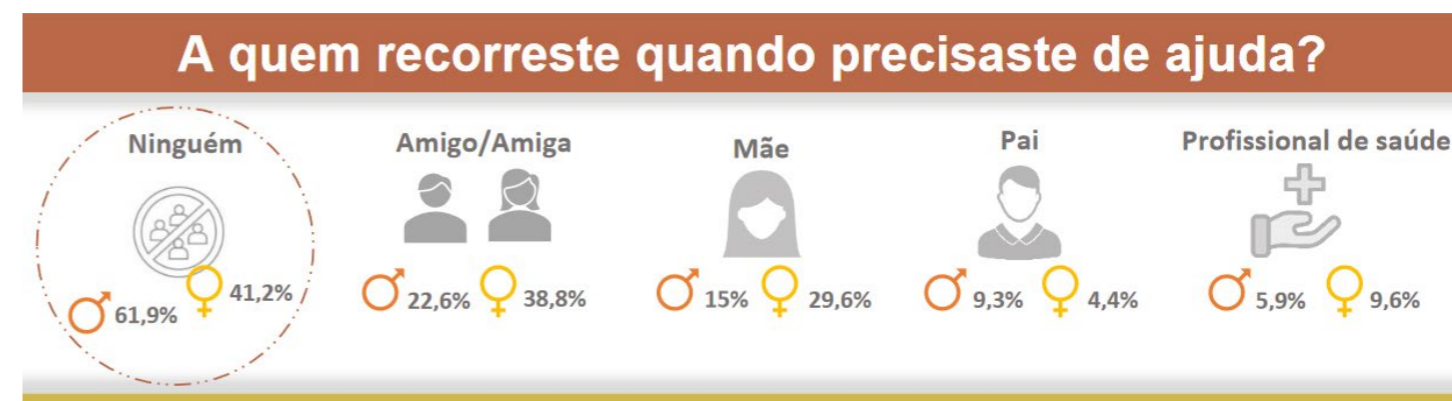 A quem recorreste quando precisaste de ajuda?
Ninguém
61,9% 41,2%
Amigo/Amiga
22,6% 38,8%
Mãe
15% 29,6%
Pai
9,3% 4,4%
Profissional de saúde
5,9% 9,6%